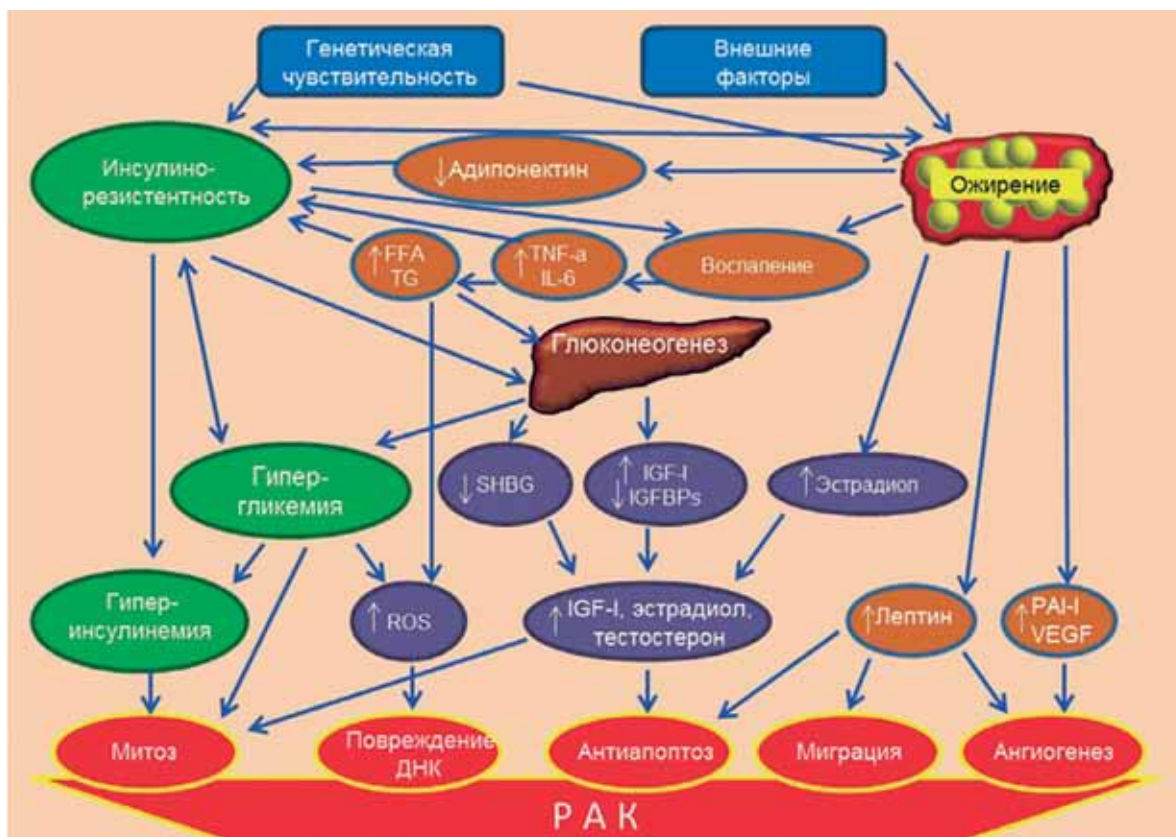 Генетическая
чувствительность
Внешние
факторы
Инсулино-
резистентность
↓Адипонектин
Ожирение
↑FFA
TG
↑TNF-a
IL-6
Воспаление
Глюконеогенез
Гипер-
гликемия
↓SHBG
↑ IGF-I
↓IGFBPs
↑Эстрадиол
Гипер-
инсулинемия
↑ROS
↑IGF-I, эстрадиол,
тестостерон
↑Лептин
↑PAI-I
VEGF
Митоз
Повреждение
ДНК
Антиапоптоз
Миграция
Ангиогенез
РАК